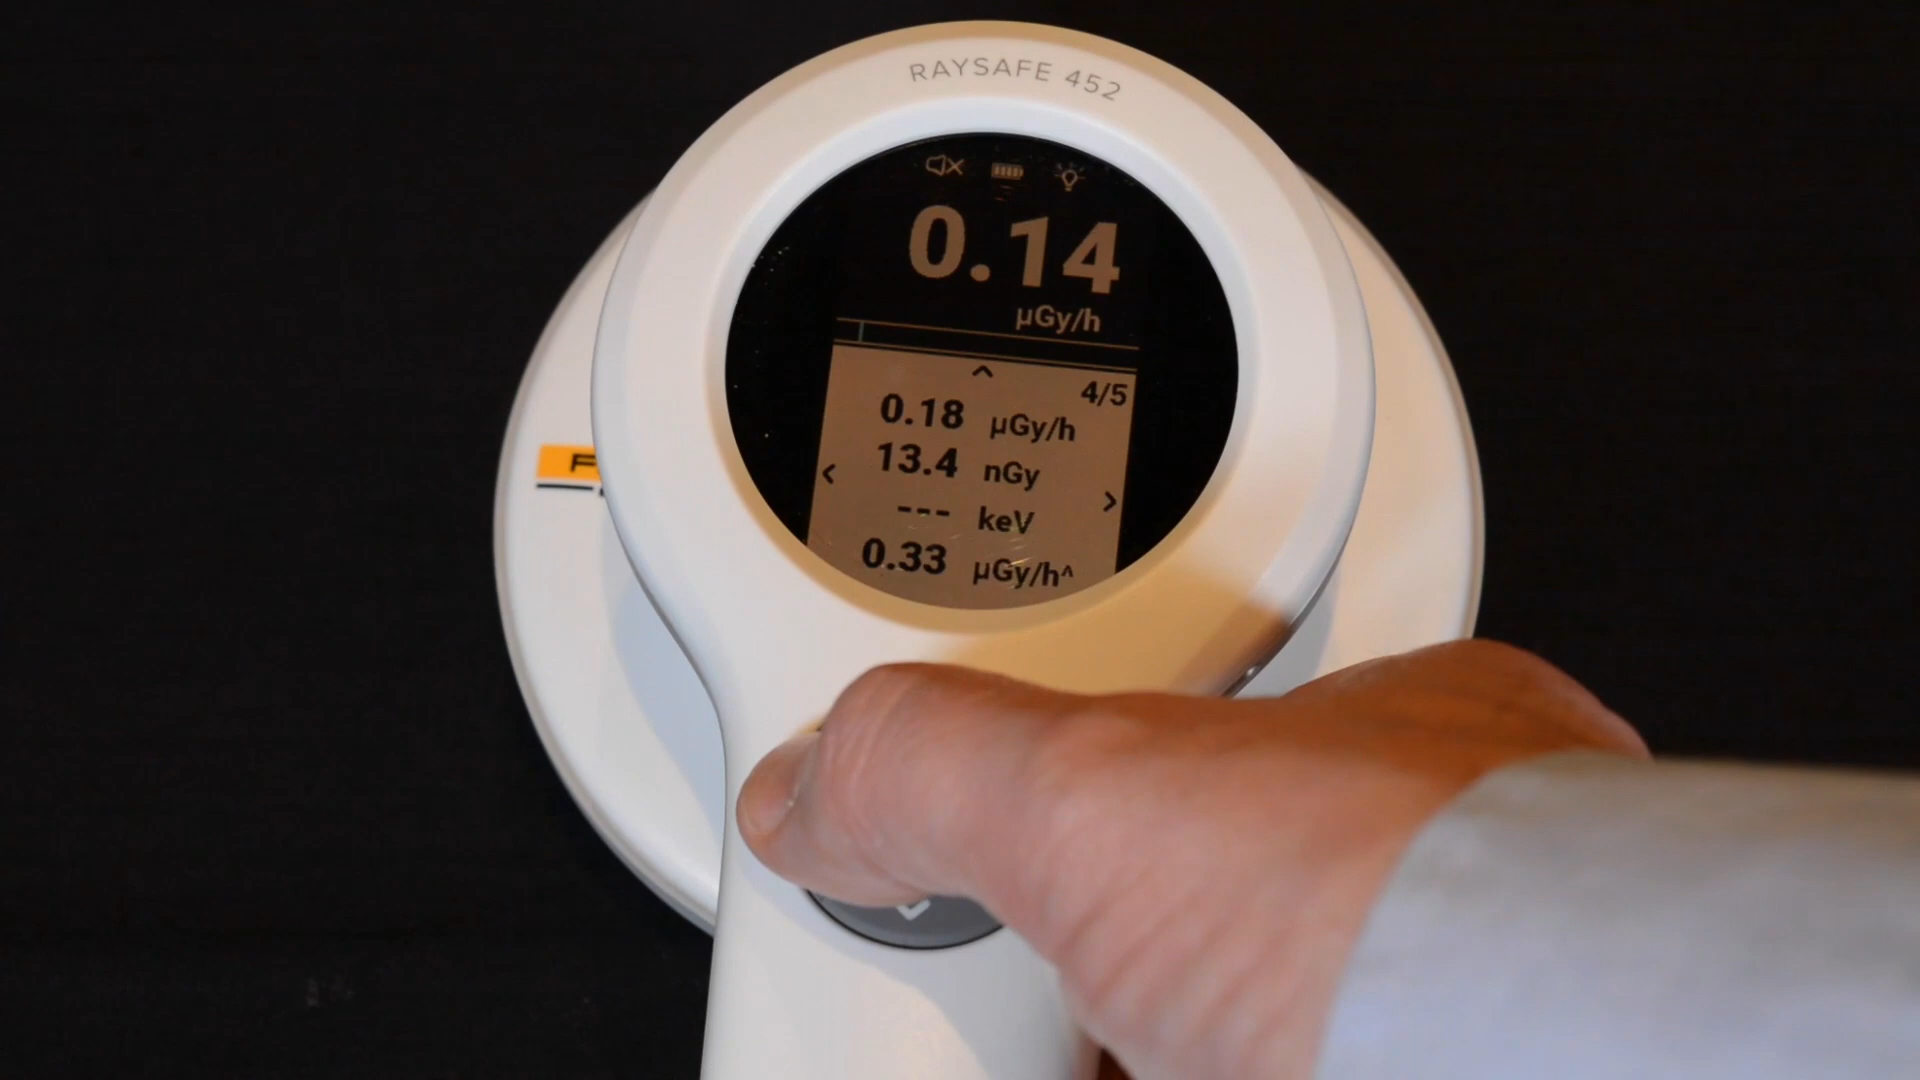 RAYSAFE 452
0.14
µGy/h
4/5
0.18 µGy/h
13.4 nGy
--- keV
0.33 µGy/h^